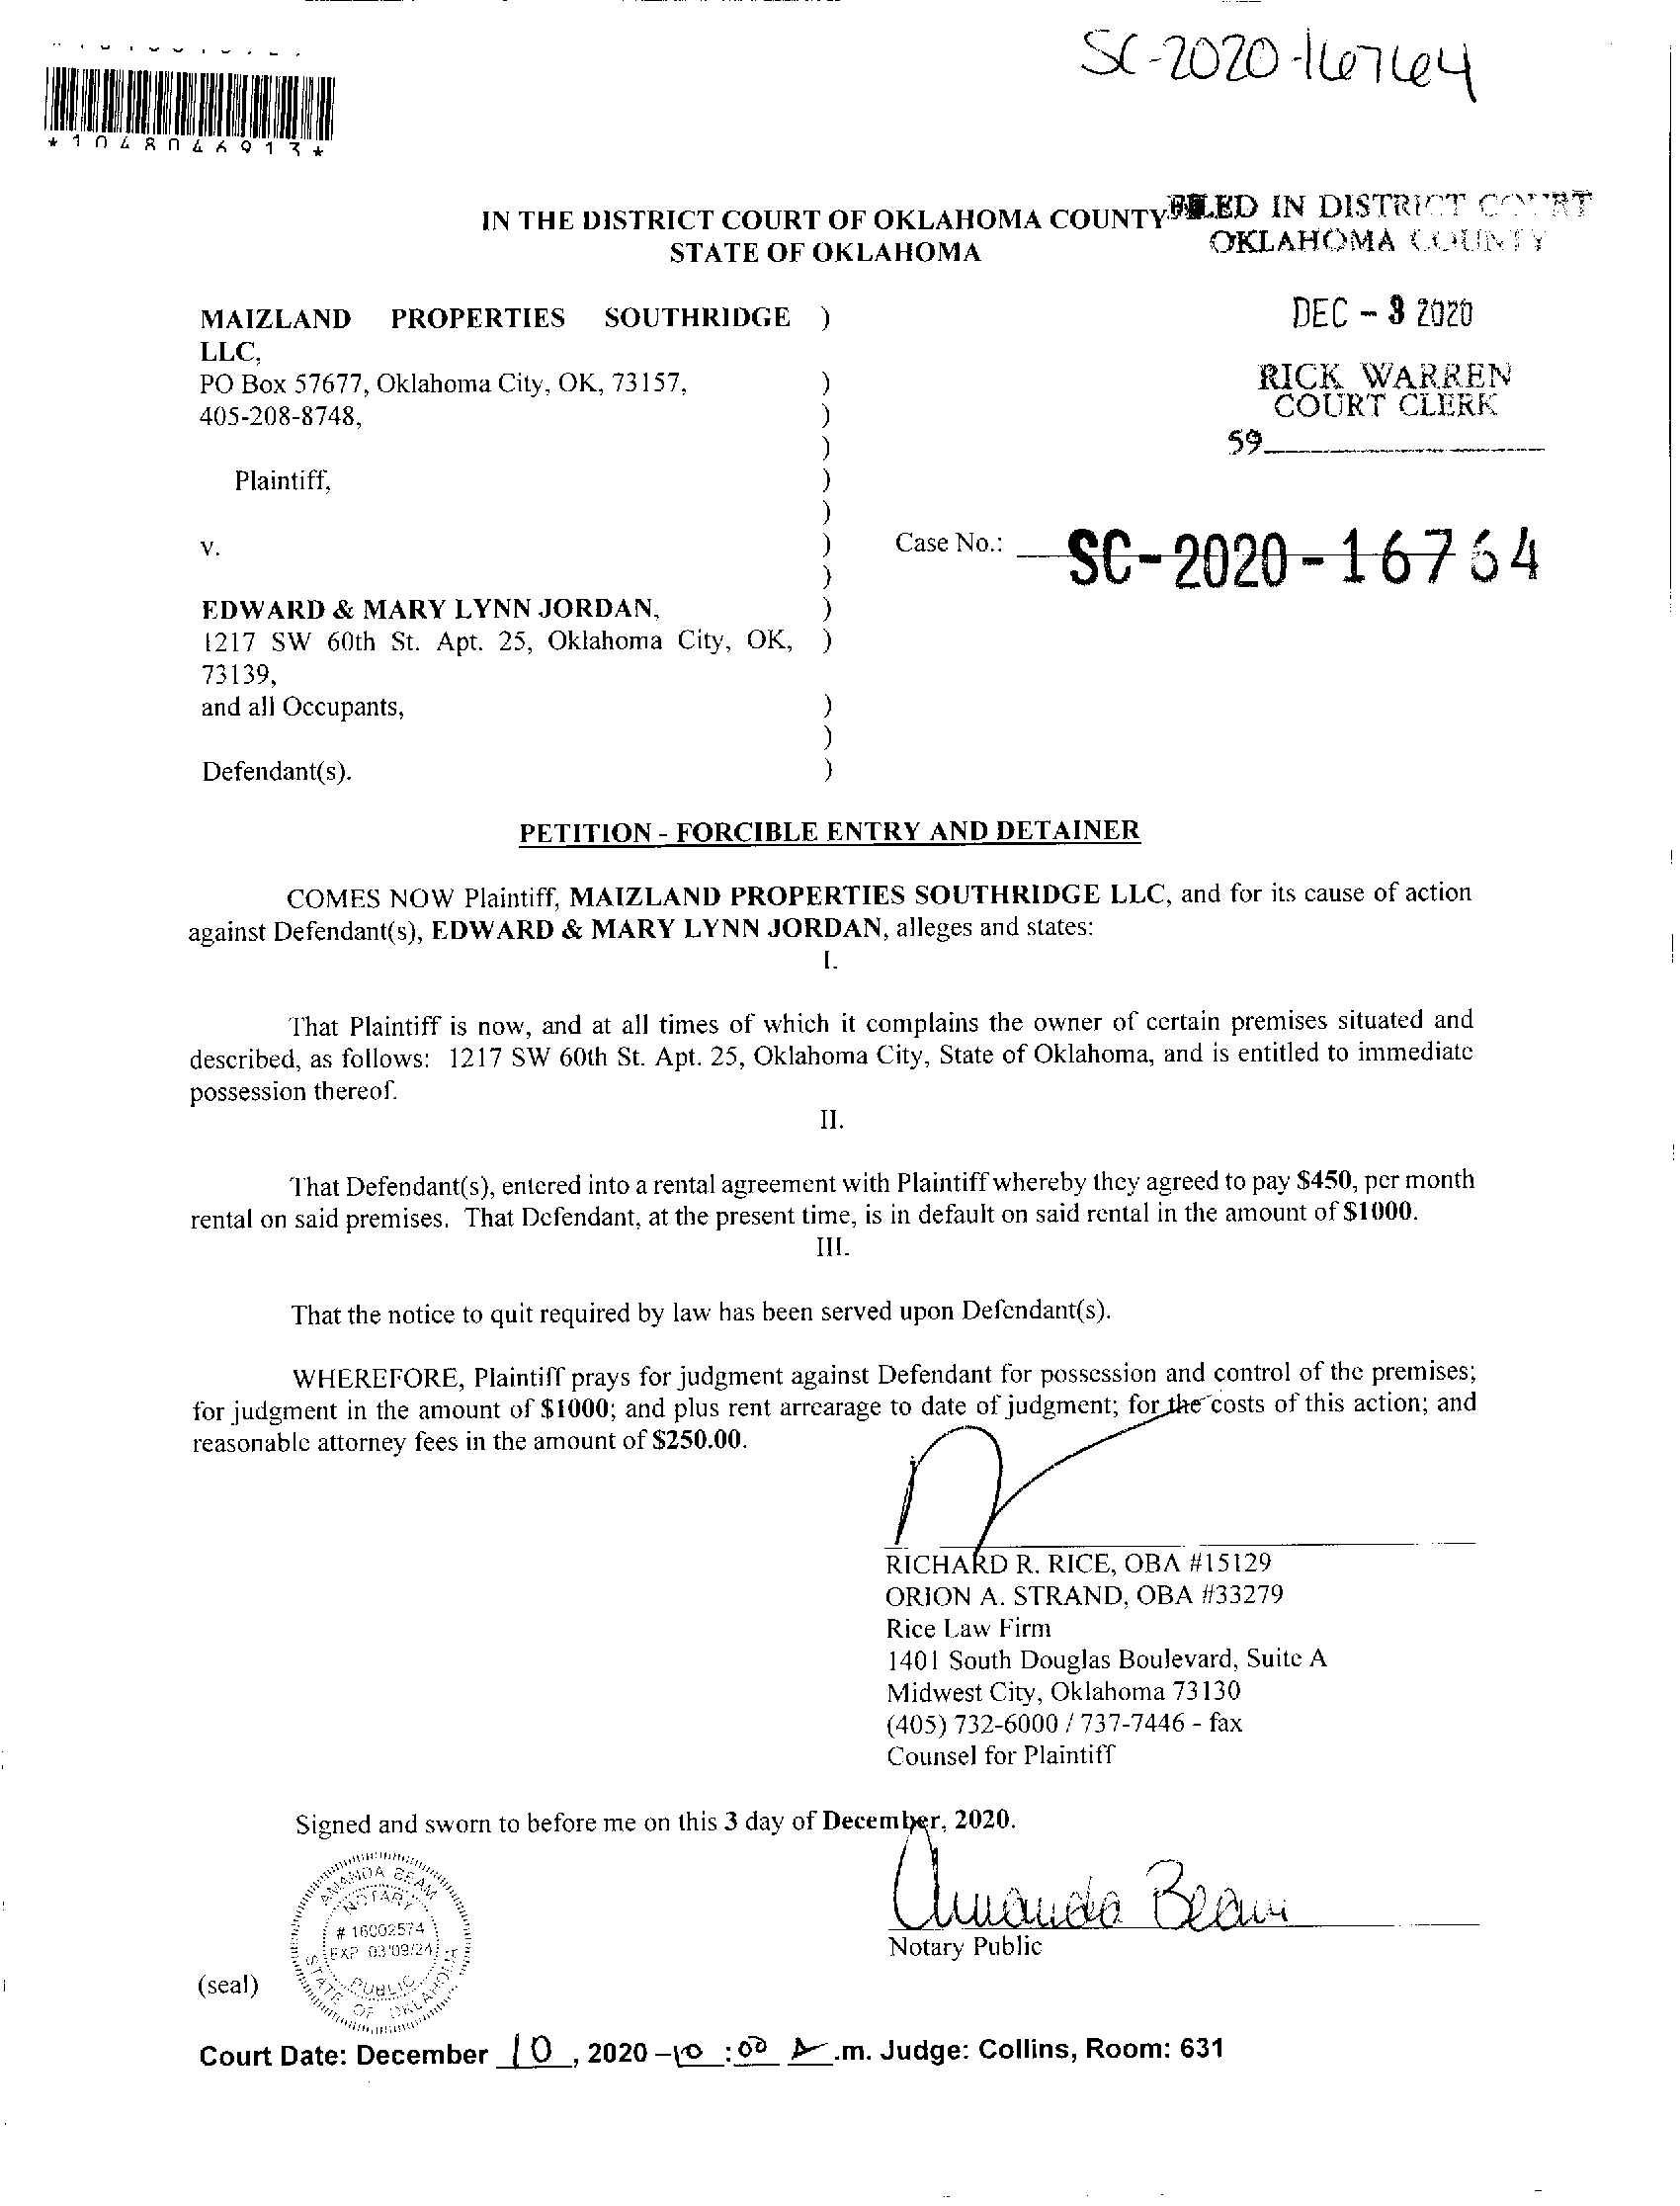 SC-2020-16764
*1048046913*
IN THE DISTRICT COURT OF OKLAHOMA COUNTY
STATE OF OKLAHOMA
FILED IN DISTRICT COURT
OKLAHOMA COUNTY
DEC - 3 2020
RICK WARREN
COURT CLERK
59
MAIZLAND PROPERTIES SOUTHRIDGE )
LLC,
PO Box 57677, Oklahoma City, OK, 73157, )
405-208-8748, )
)
Plaintiff, )
)
v. )
Case No.: SC-2020-16764
)
EDWARD & MARY LYNN JORDAN, )
1217 SW 60th St. Apt. 25, Oklahoma City, OK, )
73139,
and all Occupants, )
)
Defendant(s). )
PETITION - FORCIBLE ENTRY AND DETAINER
COMES NOW Plaintiff, MAIZLAND PROPERTIES SOUTHRIDGE LLC, and for its cause of action
against Defendant(s), EDWARD & MARY LYNN JORDAN, alleges and states:
I.
That Plaintiff is now, and at all times of which it complains the owner of certain premises situated and
described, as follows: 1217 SW 60th St. Apt. 25, Oklahoma City, State of Oklahoma, and is entitled to immediate
possession thereof.
II.
That Defendant(s), entered into a rental agreement with Plaintiff whereby they agreed to pay $450, per month
rental on said premises. That Defendant, at the present time, is in default on said rental in the amount of $1000.
III.
That the notice to quit required by law has been served upon Defendant(s).
WHEREFORE, Plaintiff prays for judgment against Defendant for possession and control of the premises;
for judgment in the amount of $1000; and plus rent arrearage to date of judgment; for the costs of this action; and
reasonable attorney fees in the amount of $250.00.
RICHARD R. RICE, OBA #15129
ORION A. STRAND, OBA #33279
Rice Law Firm
1401 South Douglas Boulevard, Suite A
Midwest City, Oklahoma 73130
(405) 732-6000 / 737-7446 - fax
Counsel for Plaintiff
Signed and sworn to before me on this 3 day of December, 2020.
Amanda Beam
Notary Public
AMANDA BEAM
NOTARY
# 16002574
EXP. 03/09/24
PUBLIC
STATE OF OKLAHOMA
(seal)
Court Date: December 10, 2020 – 10:00 A.m. Judge: Collins, Room: 631